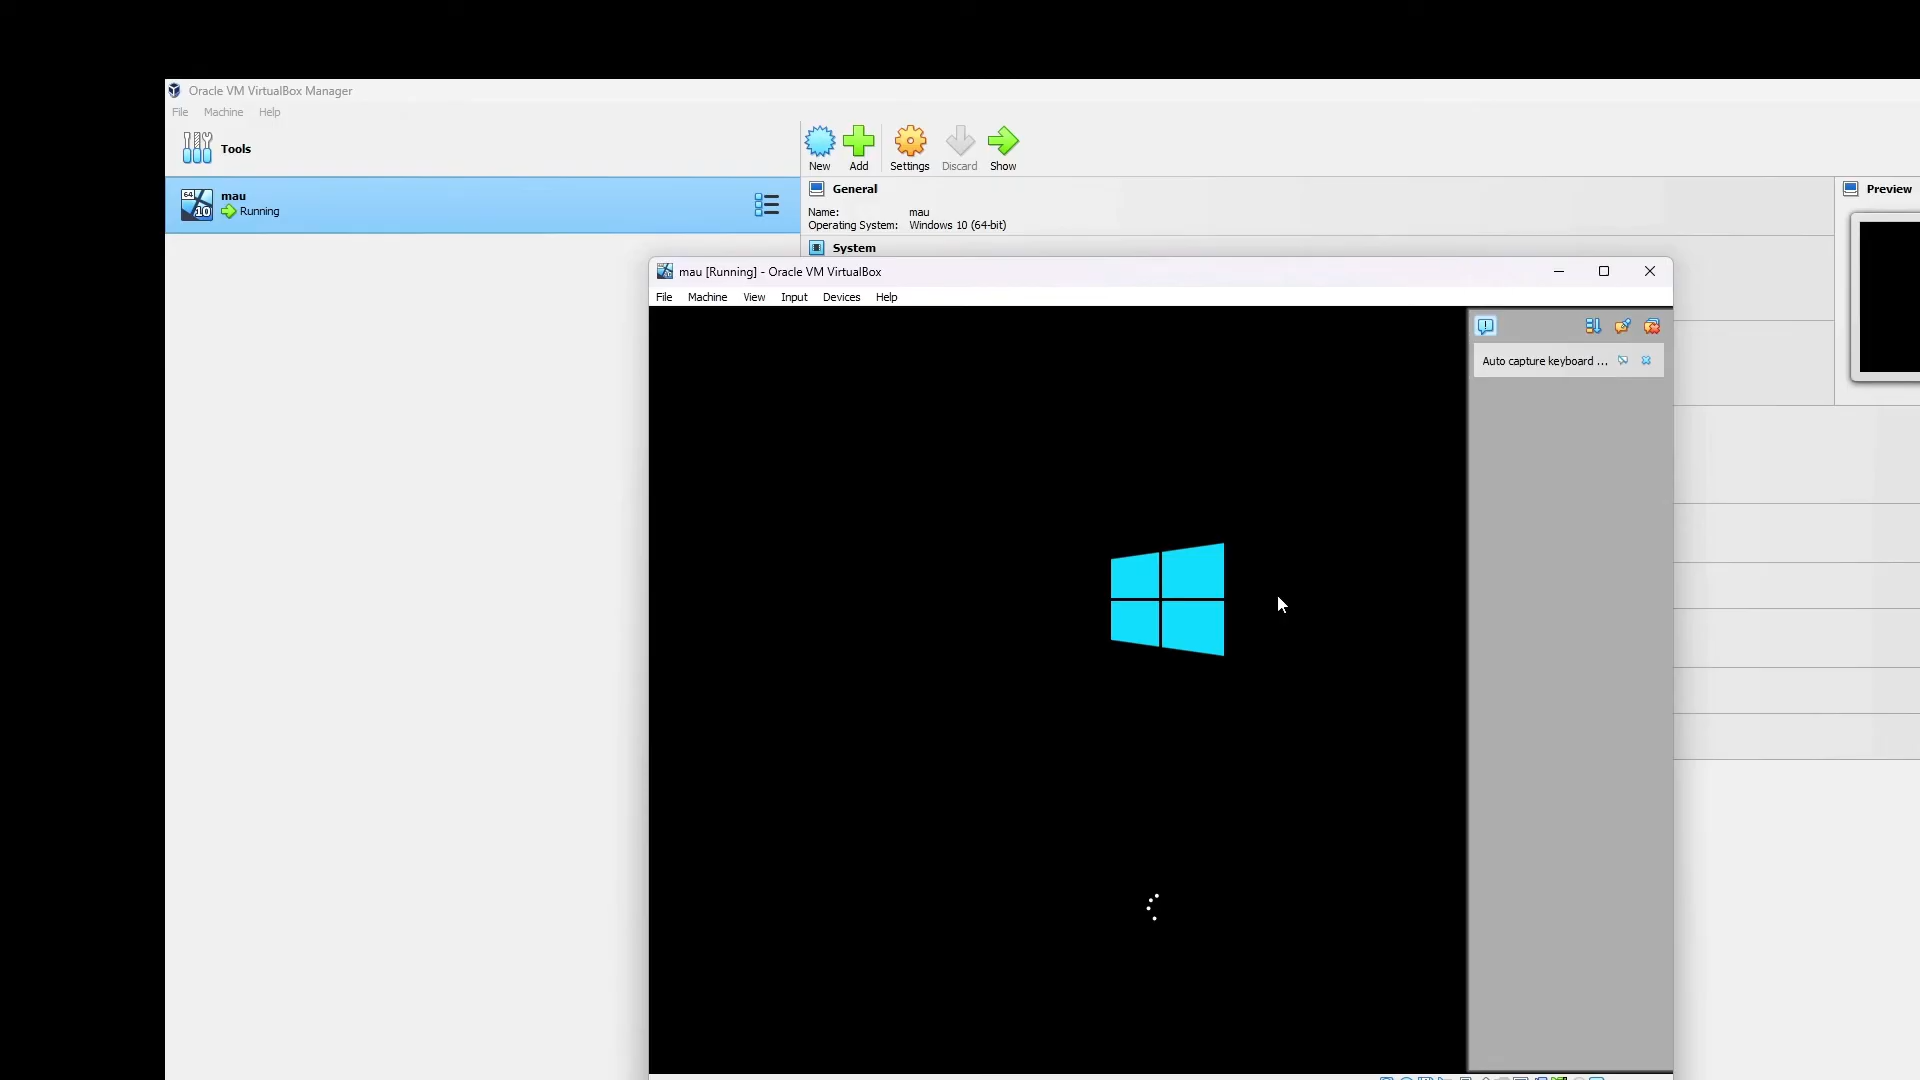 Oracle VM VirtualBox Manager
File Machine Help
Tools
New Add Settings Discard Show
64
10
mau
Running
General
Name: mau
Operating System: Windows 10 (64-bit)
System
Preview
mau [Running] - Oracle VM VirtualBox
File Machine View Input Devices Help
Auto capture keyboard ...